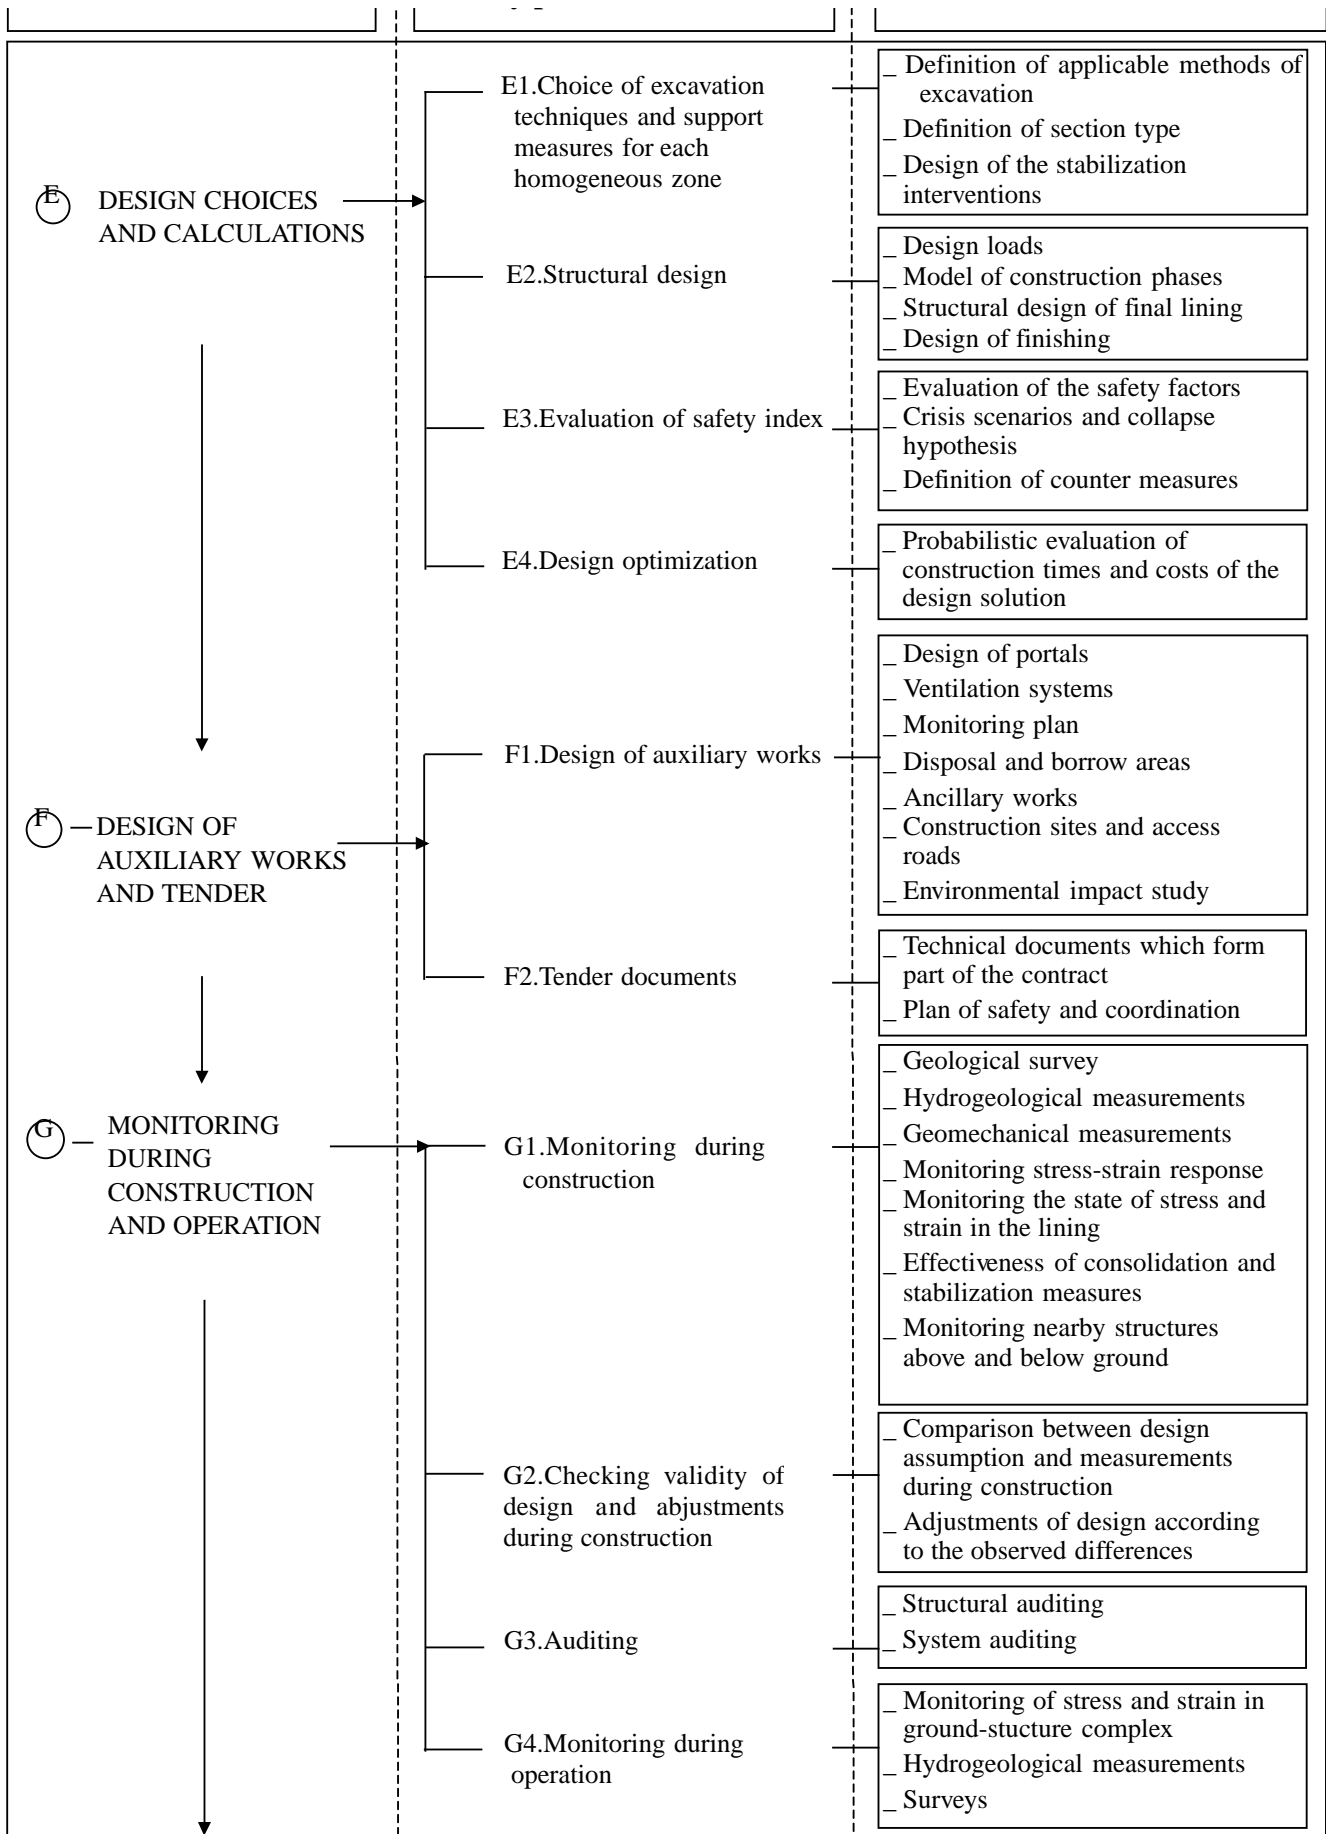 E1.Choice of excavation
techniques and support
measures for each
homogeneous zone
_ Definition of applicable methods of
excavation
_ Definition of section type
_ Design of the stabilization
interventions
E
DESIGN CHOICES
AND CALCULATIONS
E2.Structural design
_ Design loads
_ Model of construction phases
_ Structural design of final lining
_ Design of finishing
E3.Evaluation of safety index
_ Evaluation of the safety factors
_ Crisis scenarios and collapse
hypothesis
_ Definition of counter measures
E4.Design optimization
_ Probabilistic evaluation of
construction times and costs of the
design solution
F
DESIGN OF
AUXILIARY WORKS
AND TENDER
F1.Design of auxiliary works
_ Design of portals
_ Ventilation systems
_ Monitoring plan
_ Disposal and borrow areas
_ Ancillary works
_ Construction sites and access
roads
_ Environmental impact study
F2.Tender documents
_ Technical documents which form
part of the contract
_ Plan of safety and coordination
G
MONITORING
DURING
CONSTRUCTION
AND OPERATION
G1.Monitoring during
construction
_ Geological survey
_ Hydrogeological measurements
_ Geomechanical measurements
_ Monitoring stress-strain response
_ Monitoring the state of stress and
strain in the lining
_ Effectiveness of consolidation and
stabilization measures
_ Monitoring nearby structures
above and below ground
G2.Checking validity of
design and abjustments
during construction
_ Comparison between design
assumption and measurements
during construction
_ Adjustments of design according
to the observed differences
G3.Auditing
_ Structural auditing
_ System auditing
G4.Monitoring during
operation
_ Monitoring of stress and strain in
ground-stucture complex
_ Hydrogeological measurements
_ Surveys